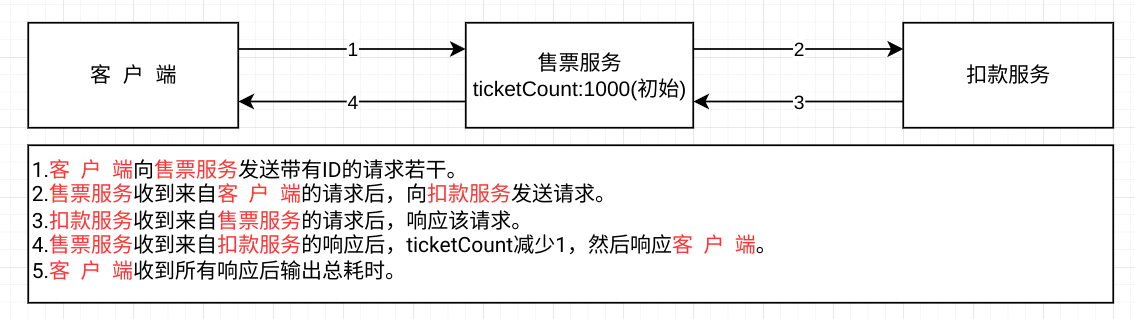 客 户 端
1
4
售票服务
ticketCount:1000(初始)
2
3
扣款服务
1.客 户 端向售票服务发送带有ID的请求若干。
2.售票服务收到来自客 户 端的请求后，向扣款服务发送请求。
3.扣款服务收到来自售票服务的请求后，响应该请求。
4.售票服务收到来自扣款服务的响应后，ticketCount减少1，然后响应客 户 端。
5.客 户 端收到所有响应后输出总耗时。